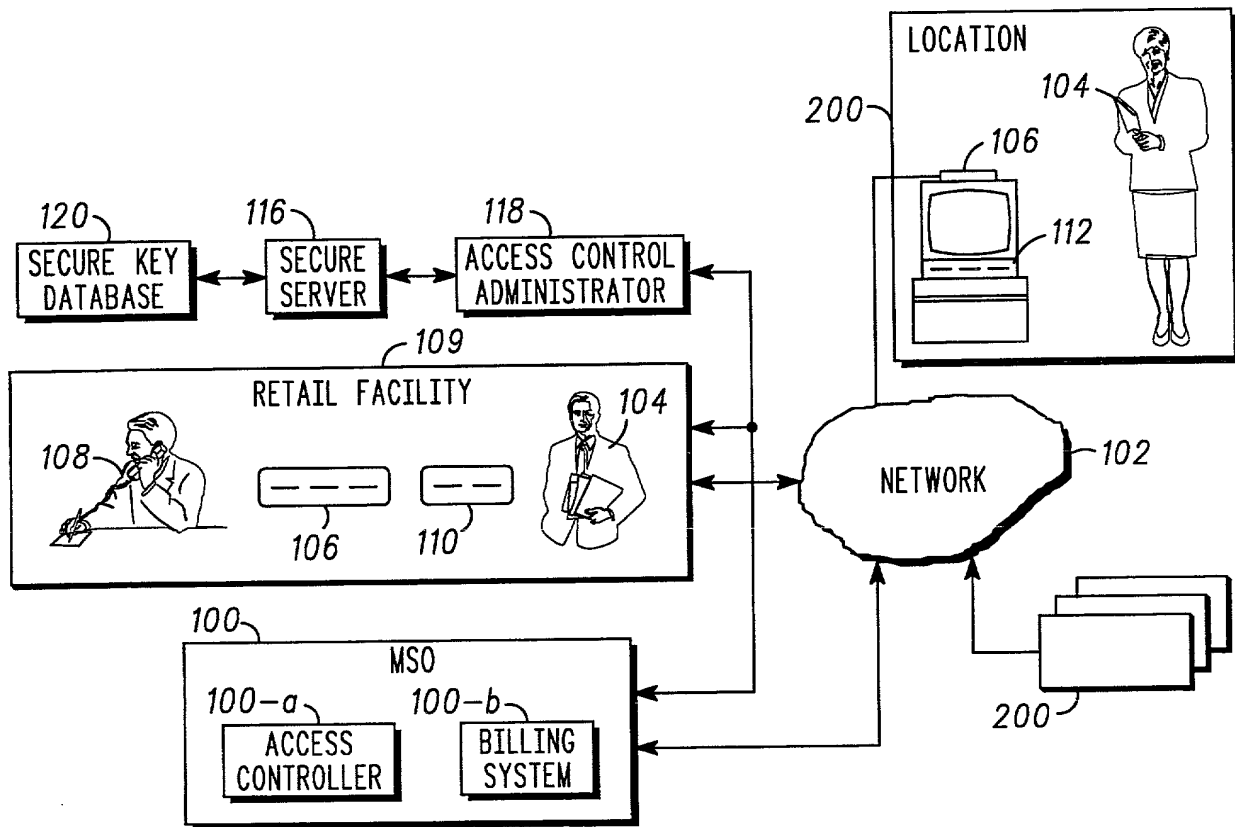 LOCATION
104
200
106
112
120
116
118
SECURE KEY
DATABASE
SECURE
SERVER
ACCESS CONTROL
ADMINISTRATOR
109
RETAIL FACILITY
104
108
106
110
NETWORK
102
100
MSO
100-a
100-b
ACCESS
CONTROLLER
BILLING
SYSTEM
200